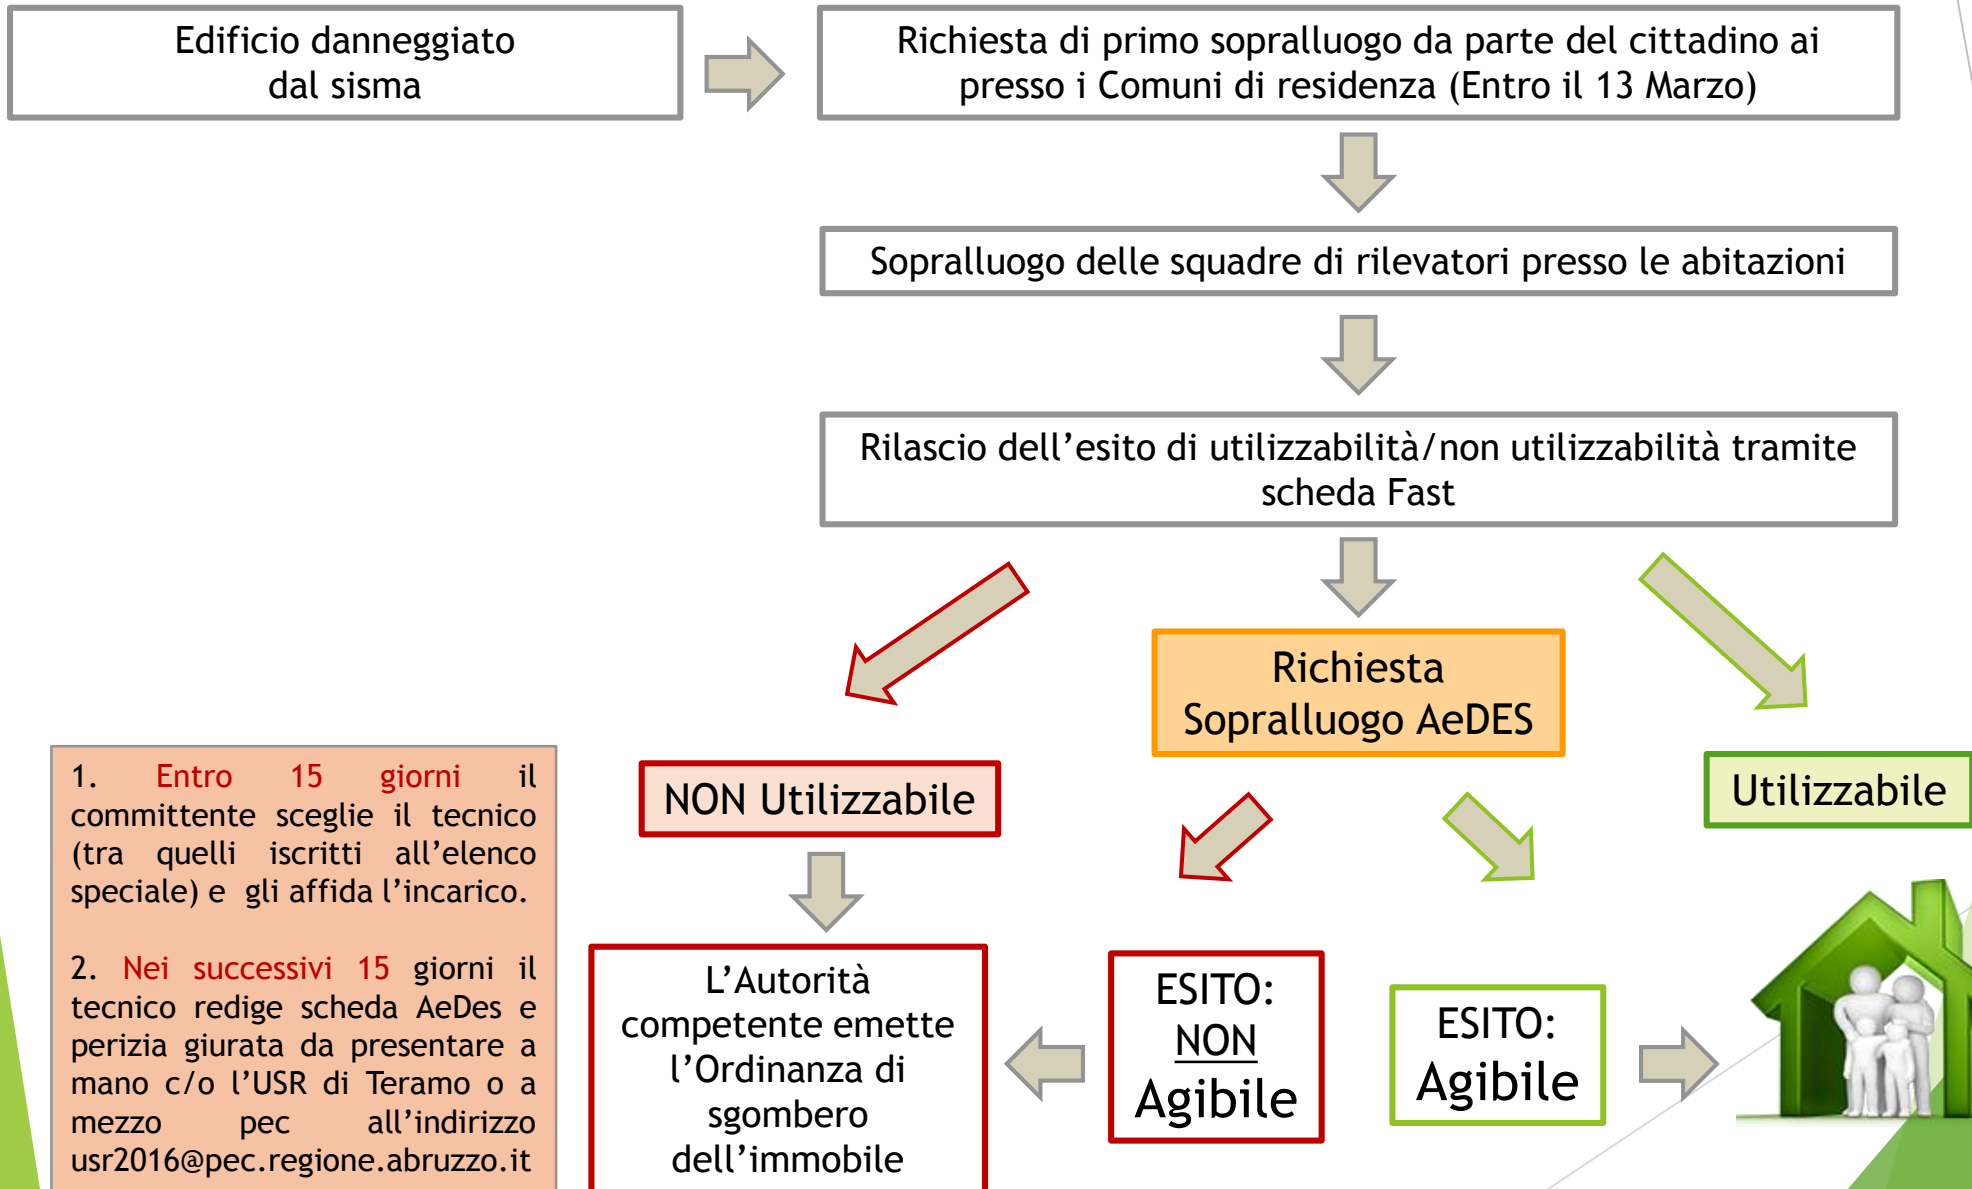 Edificio danneggiato
dal sisma
Richiesta di primo sopralluogo da parte del cittadino ai
presso i Comuni di residenza (Entro il 13 Marzo)
Sopralluogo delle squadre di rilevatori presso le abitazioni
Rilascio dell’esito di utilizzabilità/non utilizzabilità tramite
scheda Fast
Richiesta
Sopralluogo AeDES
NON Utilizzabile
Utilizzabile
1. Entro 15 giorni il
committente sceglie il tecnico
(tra quelli iscritti all’elenco
speciale) e gli affida l’incarico.
2. Nei successivi 15 giorni il
tecnico redige scheda AeDes e
perizia giurata da presentare a
mano c/o l’USR di Teramo o a
mezzo pec all’indirizzo
usr2016@pec.regione.abruzzo.it
L’Autorità
competente emette
l’Ordinanza di
sgombero
dell’immobile
ESITO:
NON
Agibile
ESITO:
Agibile